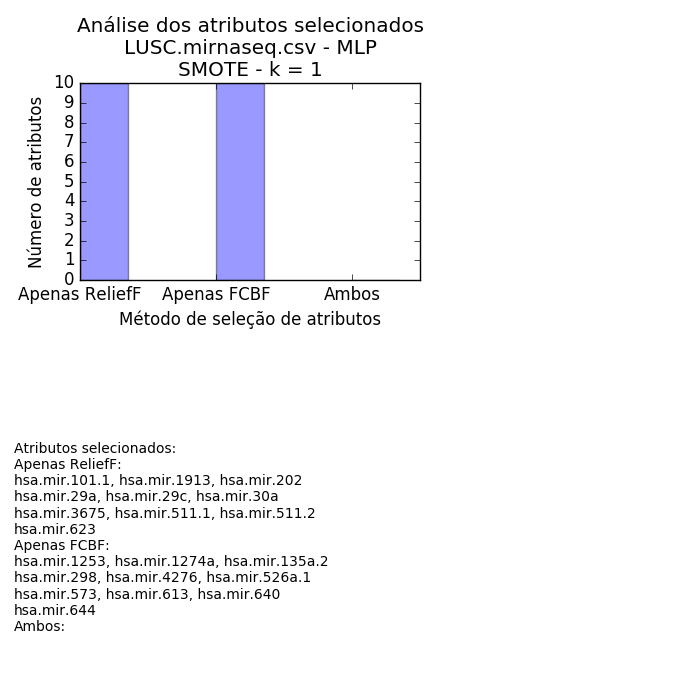 Análise dos atributos selecionados
LUSC.mirnaseq.csv - MLP
SMOTE - k = 1
10
9
8
7
6
5
4
3
2
1
0
Número de atributos
Apenas ReliefF Apenas FCBF Ambos
Método de seleção de atributos
Atributos selecionados:
Apenas ReliefF:
hsa.mir.101.1, hsa.mir.1913, hsa.mir.202
hsa.mir.29a, hsa.mir.29c, hsa.mir.30a
hsa.mir.3675, hsa.mir.511.1, hsa.mir.511.2
hsa.mir.623
Apenas FCBF:
hsa.mir.1253, hsa.mir.1274a, hsa.mir.135a.2
hsa.mir.298, hsa.mir.4276, hsa.mir.526a.1
hsa.mir.573, hsa.mir.613, hsa.mir.640
hsa.mir.644
Ambos: